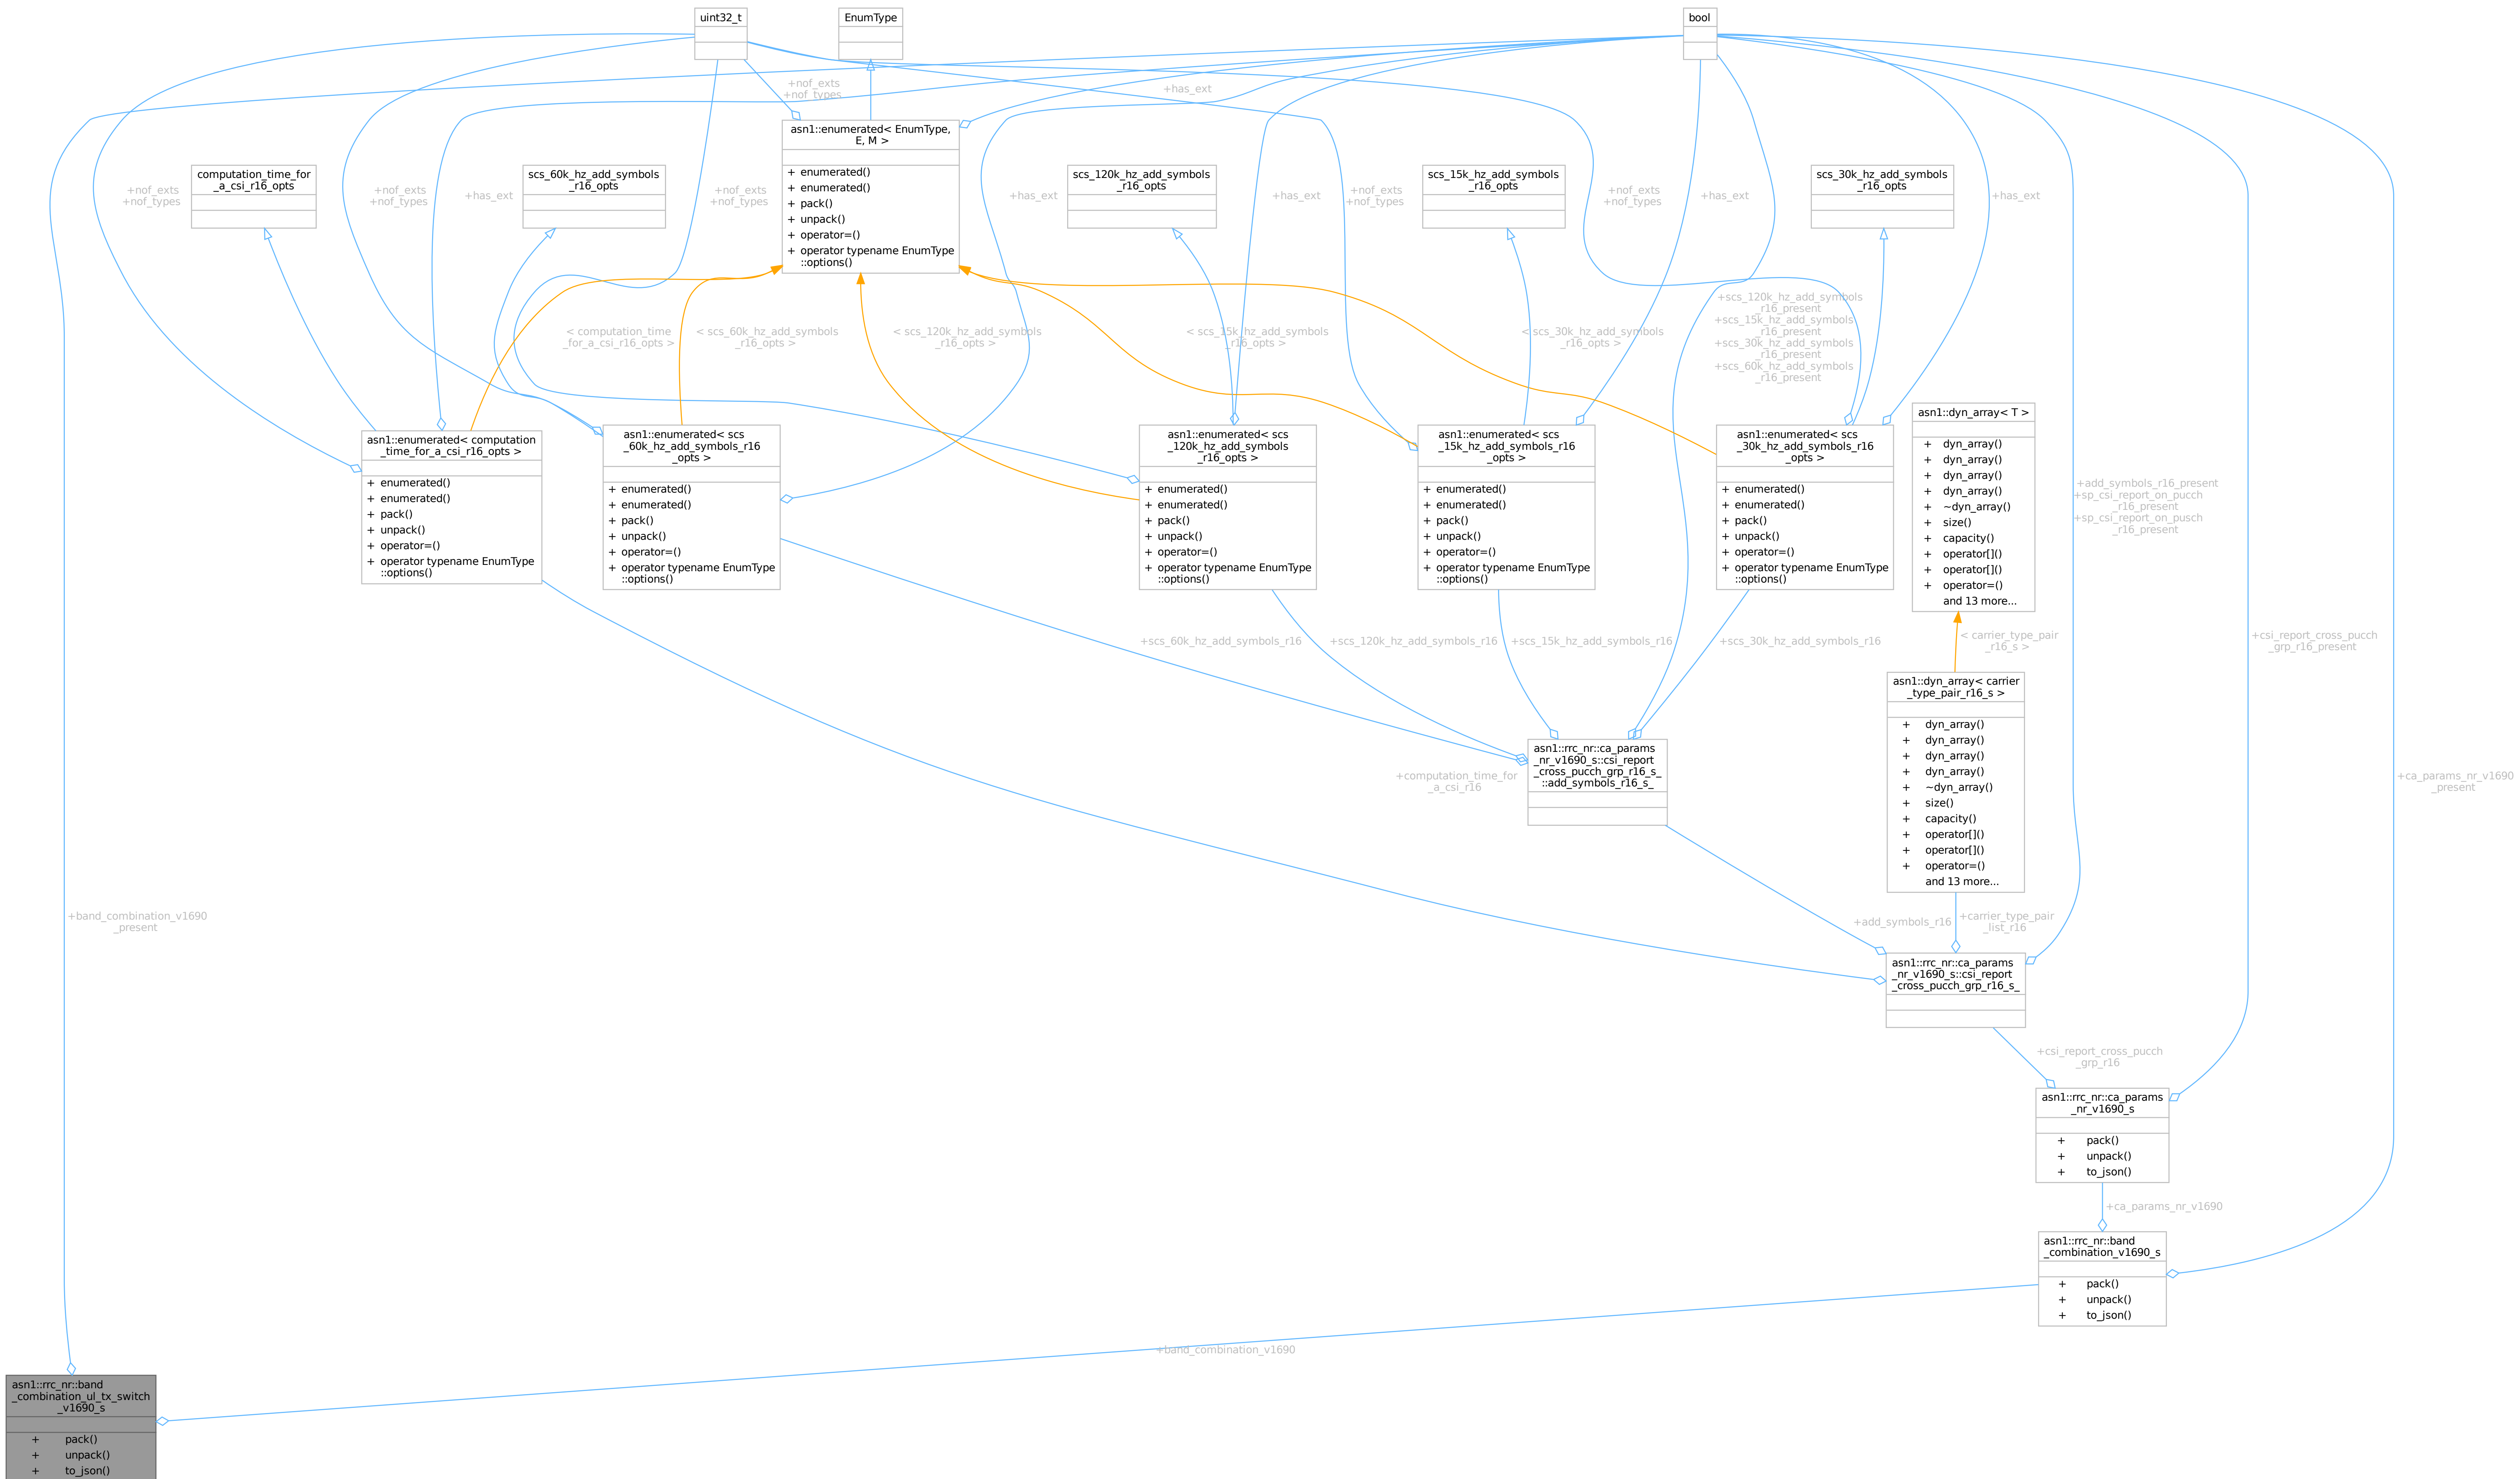 uint32_t
EnumType
bool
+nof_exts
+nof_types
+has_ext
asn1::enumerated< EnumType,
E, M >
+ enumerated()
+ enumerated()
+ pack()
+ unpack()
+ operator=()
+ operator typename EnumType
::options()
computation_time_for
_a_csi_r16_opts
scs_60k_hz_add_symbols
_r16_opts
scs_120k_hz_add_symbols
_r16_opts
scs_15k_hz_add_symbols
_r16_opts
scs_30k_hz_add_symbols
_r16_opts
+nof_exts
+nof_types
+nof_exts
+nof_types
+has_ext
+nof_exts
+nof_types
+has_ext
+has_ext
+nof_exts
+nof_types
+nof_exts
+nof_types
+has_ext
+has_ext
< computation_time
_for_a_csi_r16_opts >
< scs_60k_hz_add_symbols
_r16_opts >
< scs_120k_hz_add_symbols
_r16_opts >
< scs_15k_hz_add_symbols
_r16_opts >
< scs_30k_hz_add_symbols
_r16_opts >
+scs_120k_hz_add_symbols
_r16_present
+scs_15k_hz_add_symbols
_r16_present
+scs_30k_hz_add_symbols
_r16_present
+scs_60k_hz_add_symbols
_r16_present
asn1::enumerated< computation
_time_for_a_csi_r16_opts >
+ enumerated()
+ enumerated()
+ pack()
+ unpack()
+ operator=()
+ operator typename EnumType
::options()
asn1::enumerated< scs
_60k_hz_add_symbols_r16
_opts >
+ enumerated()
+ enumerated()
+ pack()
+ unpack()
+ operator=()
+ operator typename EnumType
::options()
asn1::enumerated< scs
_120k_hz_add_symbols
_r16_opts >
+ enumerated()
+ enumerated()
+ pack()
+ unpack()
+ operator=()
+ operator typename EnumType
::options()
asn1::enumerated< scs
_15k_hz_add_symbols_r16
_opts >
+ enumerated()
+ enumerated()
+ pack()
+ unpack()
+ operator=()
+ operator typename EnumType
::options()
asn1::enumerated< scs
_30k_hz_add_symbols_r16
_opts >
+ enumerated()
+ enumerated()
+ pack()
+ unpack()
+ operator=()
+ operator typename EnumType
::options()
asn1::dyn_array< T >
+ dyn_array()
+ dyn_array()
+ dyn_array()
+ dyn_array()
+ ~dyn_array()
+ size()
+ capacity()
+ operator[]()
+ operator[]()
+ operator=()
and 13 more...
+add_symbols_r16_present
+sp_csi_report_on_pucch
_r16_present
+sp_csi_report_on_pusch
_r16_present
+scs_60k_hz_add_symbols_r16
+scs_120k_hz_add_symbols_r16
+scs_15k_hz_add_symbols_r16
+scs_30k_hz_add_symbols_r16
< carrier_type_pair
_r16_s >
+csi_report_cross_pucch
_grp_r16_present
asn1::dyn_array< carrier
_type_pair_r16_s >
+ dyn_array()
+ dyn_array()
+ dyn_array()
+ dyn_array()
+ ~dyn_array()
+ size()
+ capacity()
+ operator[]()
+ operator[]()
+ operator=()
and 13 more...
asn1::rrc_nr::ca_params
_nr_v1690_s::csi_report
_cross_pucch_grp_r16_s_
::add_symbols_r16_s_
+computation_time_for
_a_csi_r16
+ca_params_nr_v1690
_present
+band_combination_v1690
_present
+add_symbols_r16
+carrier_type_pair
_list_r16
asn1::rrc_nr::ca_params
_nr_v1690_s::csi_report
_cross_pucch_grp_r16_s_
+csi_report_cross_pucch
_grp_r16
asn1::rrc_nr::ca_params
_nr_v1690_s
+ pack()
+ unpack()
+ to_json()
+ca_params_nr_v1690
asn1::rrc_nr::band
_combination_v1690_s
+ pack()
+ unpack()
+ to_json()
+band_combination_v1690
asn1::rrc_nr::band
_combination_ul_tx_switch
_v1690_s
+ pack()
+ unpack()
+ to_json()